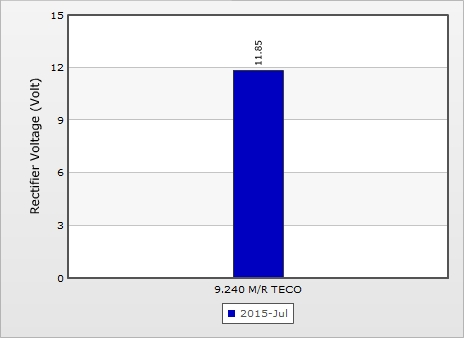 15
12
9
6
3
0
Rectifier Voltage (Volt)
11.85
9.240 M/R TECO
2015-Jul